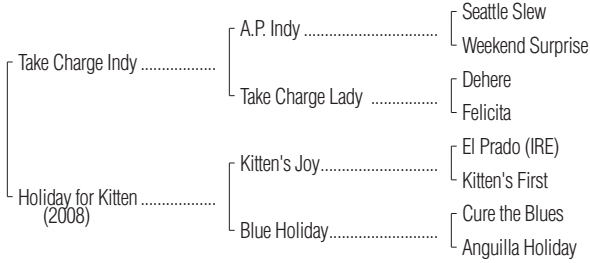 Seattle Slew
A.P. Indy ................................
Weekend Surprise
Take Charge Indy ..................
Dehere
Take Charge Lady ................
Felicita
El Prado (IRE)
Kitten's Joy............................
Kitten's First
Holiday for Kitten ..................
(2008)
Cure the Blues
Blue Holiday..........................
Anguilla Holiday